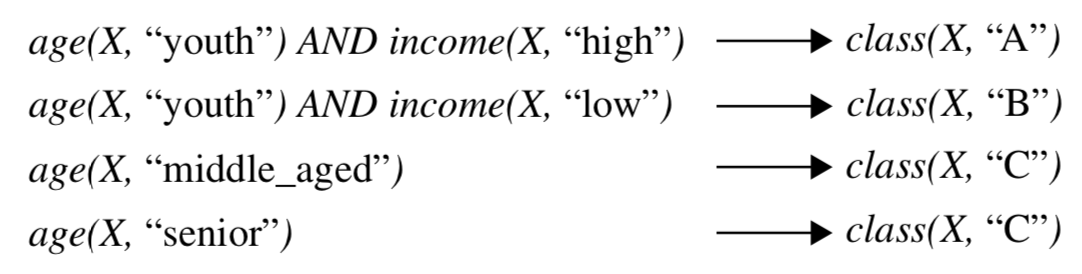 age(X, “youth”) AND income(X, “high”) ⟶ class(X, “A”)
age(X, “youth”) AND income(X, “low”) ⟶ class(X, “B”)
age(X, “middle_aged”) ⟶ class(X, “C”)
age(X, “senior”) ⟶ class(X, “C”)